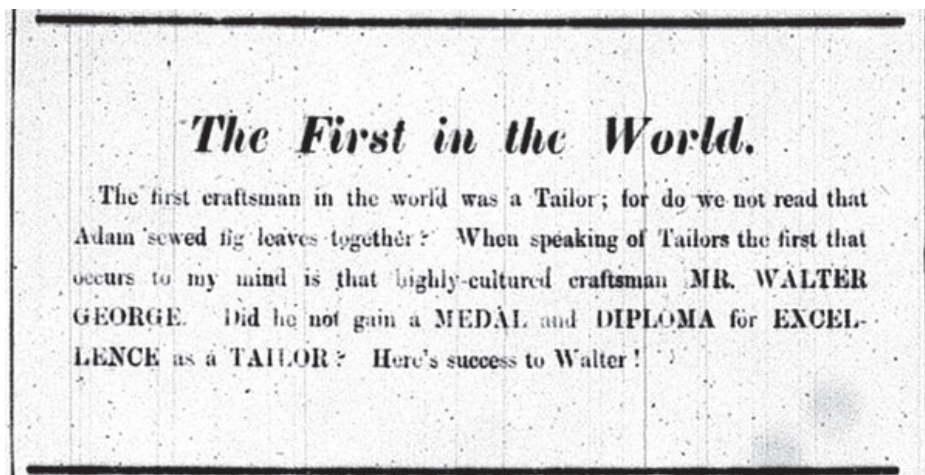 The First in the World.
The first craftsman in the world was a Tailor; for do we not read that
Adam sewed fig leaves together? When speaking of Tailors the first that
occurs to my mind is that highly-cultured craftsman MR. WALTER
GEORGE. Did he not gain a MEDAL and DIPLOMA for EXCEL-
LENCE as a TAILOR? Here's success to Walter!